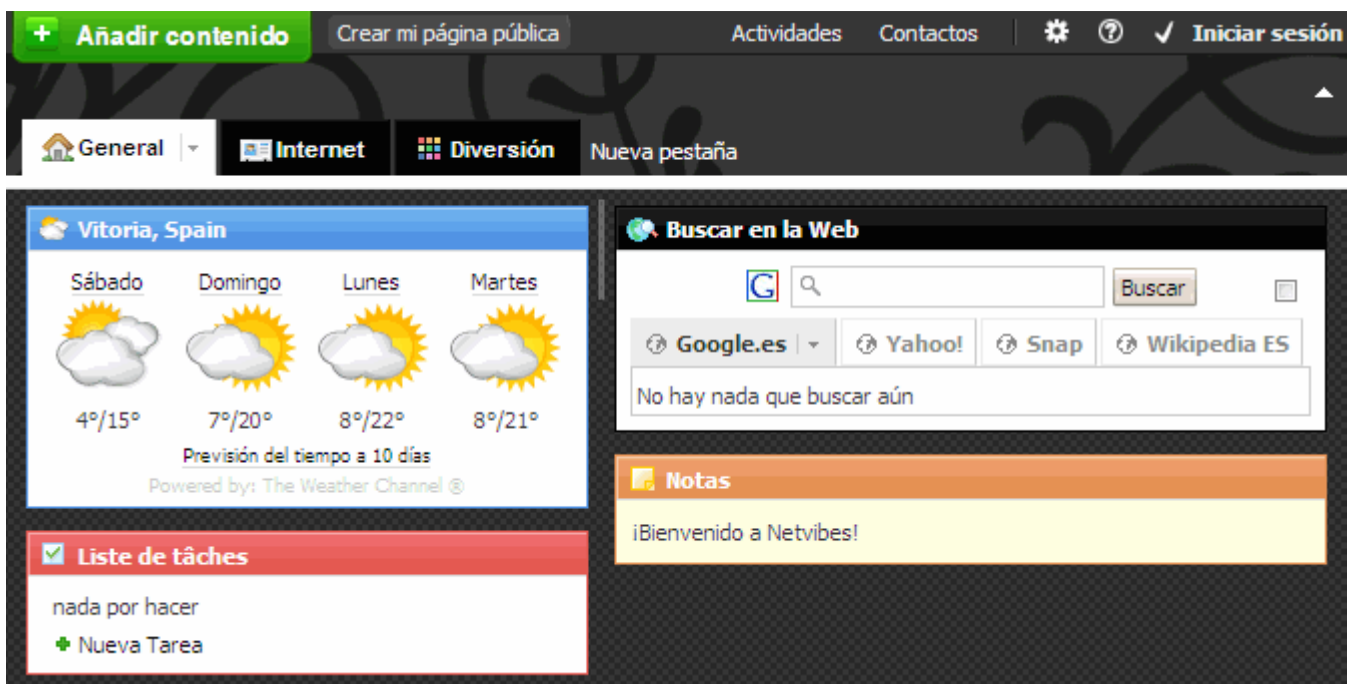 Añadir contenido Crear mi página pública Actividades Contactos Iniciar sesión
General Internet Diversión Nueva pestaña
Vitoria, Spain
Sábado Domingo Lunes Martes
4°/15° 7°/20° 8°/22° 8°/21°
Previsión del tiempo a 10 días
Powered by: The Weather Channel ®
Liste de tâches
nada por hacer
Nueva Tarea
Buscar en la Web
G Buscar
Google.es Yahoo! Snap Wikipedia ES
No hay nada que buscar aún
Notas
¡Bienvenido a Netvibes!